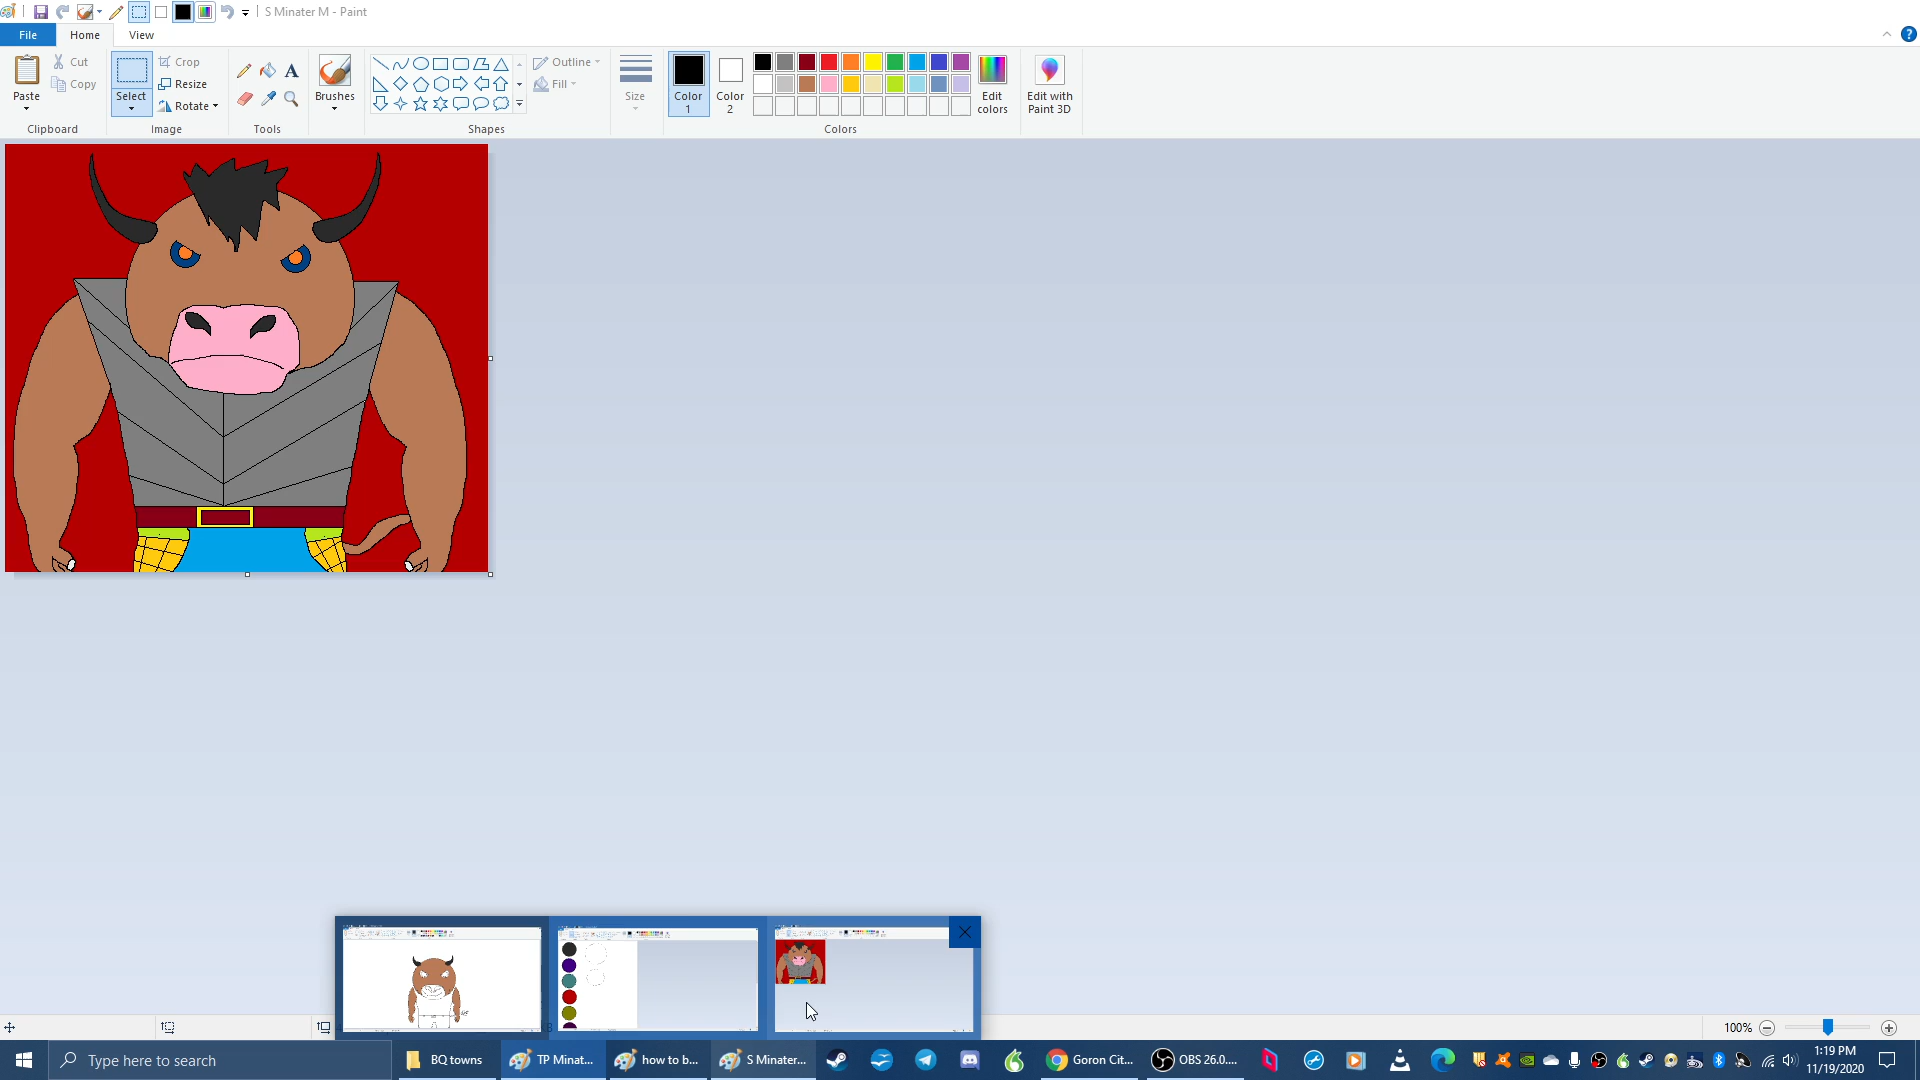 S Minater M - Paint
File
Home
View
Paste
Cut
Copy
Clipboard
Select
Crop
Resize
Rotate
Image
Tools
Brushes
Outline
Fill
Shapes
Size
Color 1
Color 2
Colors
Edit colors
Edit with Paint 3D
100%
Type here to search
BQ towns
TP Minat...
how to b...
S Minater...
Goron Cit...
OBS 26.0....
1:19 PM
11/19/2020